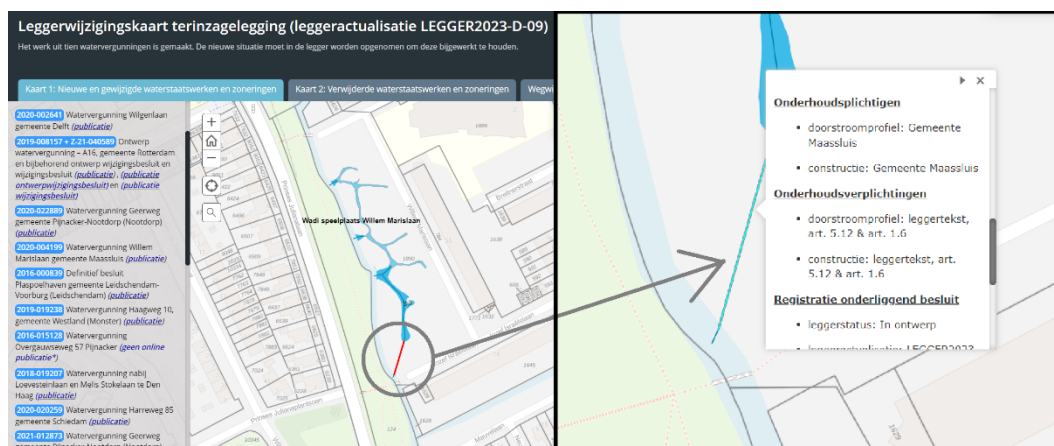 Leggerwijzigingskaart terinzagelegging (leggeractualisatie LEGGER2023-D-09)
Het werk uit tien watervergunningen is gemaakt. De nieuwe situatie moet in de legger worden opgenomen om deze bijgewerkt te houden.
Kaart 1: Nieuwe en gewijzigde waterstaatswerken en zoneringen
Kaart 2: Verwijderde waterstaatswerken en zoneringen
Wegwi
2020-002641 Watervergunning Wilgenlaan
gemeente Delft (publicatie)
2019-008157 + Z-21-040589 Ontwerp
watervergunning – A16, gemeente Rotterdam
en bijbehorend ontwerp wijzigingsbesluit en
wijzigingsbesluit (publicatie) , (publicatie
ontwerpwijzigingsbesluit) en (publicatie
wijzigingsbesluit)
2020-022889 Watervergunning Geerweg
gemeente Pijnacker-Nootdorp (Nootdorp)
(publicatie)
2020-004199 Watervergunning Willem
Marislaan gemeente Maassluis (publicatie)
2016-000839 Definitief besluit
Plaspoelhaven gemeente Leidschendam-
Voorburg (Leidschendam) (publicatie)
2019-019238 Watervergunning Haagweg 10,
gemeente Westland (Monster) (publicatie)
2016-015128 Watervergunning
Overgauwseweg 57 Pijnacker (geen online
publicatie*)
2018-019207 Watervergunning nabij
Loevesteinlaan en Melis Stokelaan te Den
Haag (publicatie)
2020-020259 Watervergunning Harreweg 85
gemeente Schiedam (publicatie)
2021-012873 Watervergunning Geerweg
Wadi speelplaats Willem Marislaan
Onderhoudsplichtigen
doorstroomprofiel: Gemeente
Maassluis
constructie: Gemeente Maassluis
Onderhoudsverplichtingen
doorstroomprofiel: leggertekst,
art. 5.12 & art. 1.6
constructie: leggertekst, art.
5.12 & art. 1.6
Registratie onderliggend besluit
leggerstatus: In ontwerp
leggeractualisatie: LEGGER2023